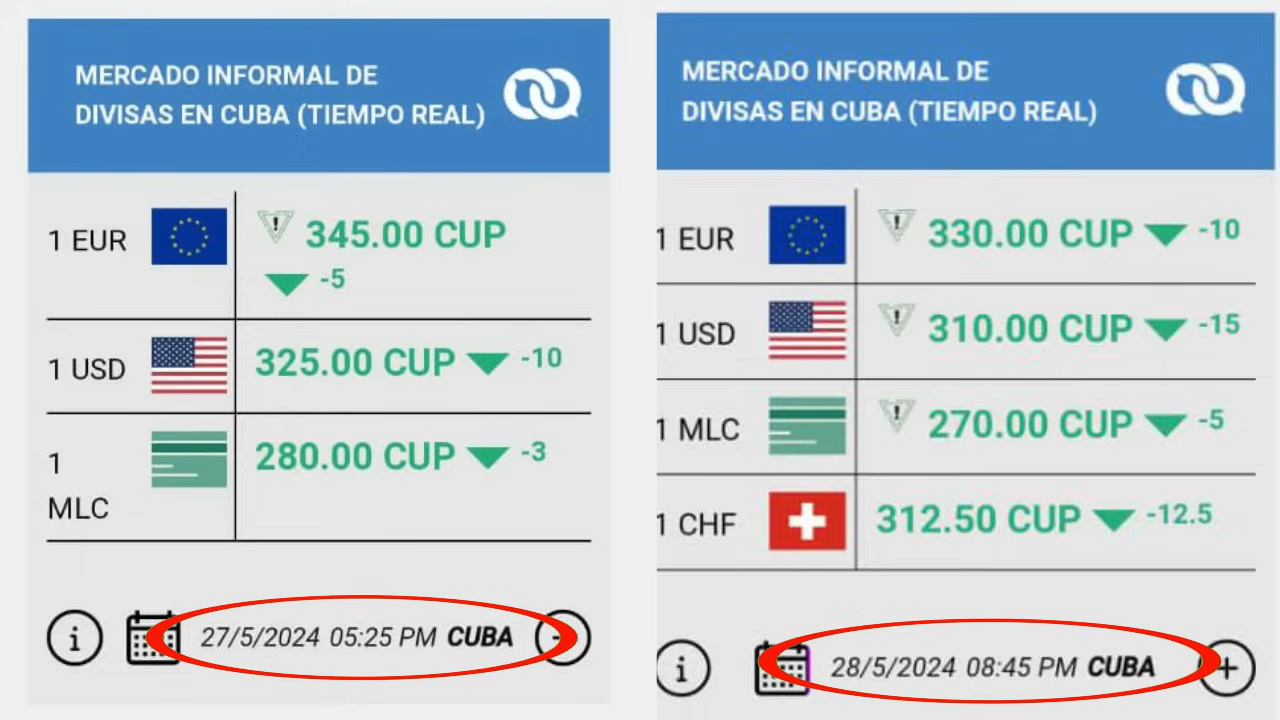 MERCADO INFORMAL DE
DIVISAS EN CUBA (TIEMPO REAL)
1 EUR
! 345.00 CUP
-5
1 USD
325.00 CUP -10
1
MLC
280.00 CUP -3
i
27/5/2024 05:25 PM CUBA
MERCADO INFORMAL DE
DIVISAS EN CUBA (TIEMPO REAL)
1 EUR ! 330.00 CUP -10
1 USD ! 310.00 CUP -15
1 MLC ! 270.00 CUP -5
1 CHF 312.50 CUP -12.5
i 28/5/2024 08:45 PM CUBA +